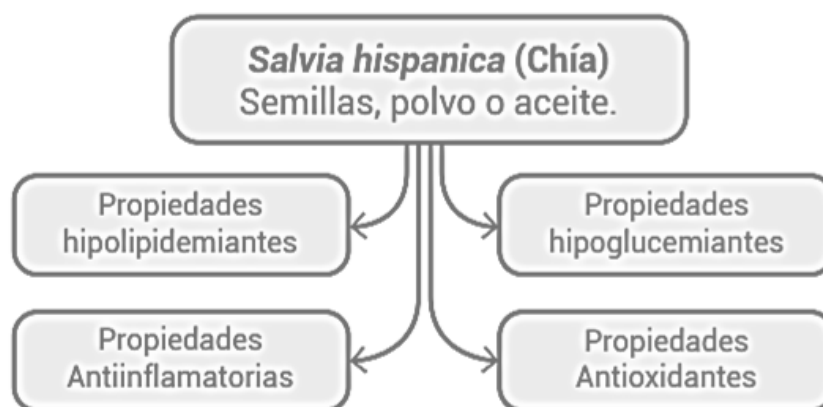 Salvia hispanica (Chía)
Semillas, polvo o aceite.
Propiedades
hipolipidemiantes
Propiedades
hipoglucemiantes
Propiedades
Antiinflamatorias
Propiedades
Antioxidantes